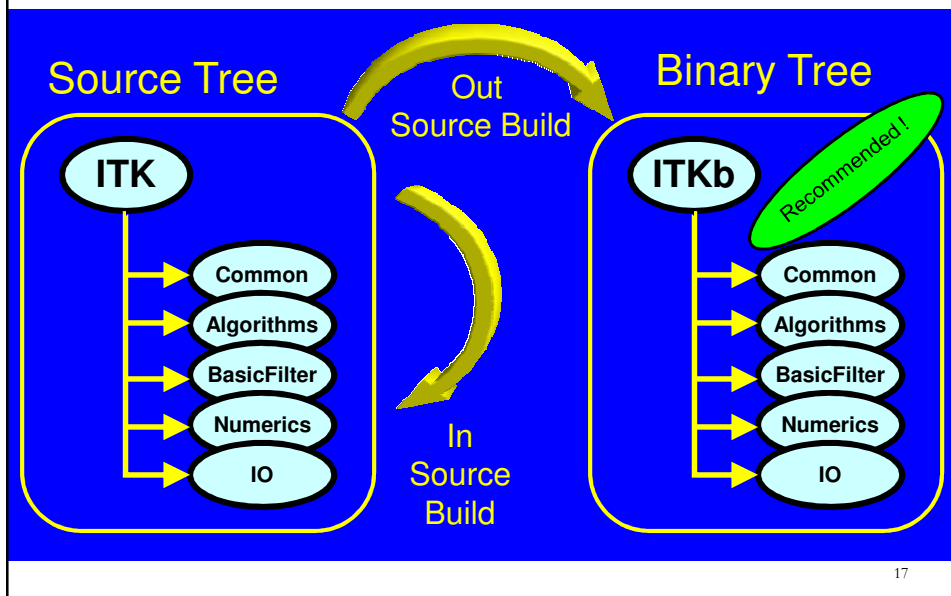 Source Tree
Out
Source Build
Binary Tree
Recommended !
ITK
Common
Algorithms
BasicFilter
Numerics
IO
In
Source
Build
ITKb
Common
Algorithms
BasicFilter
Numerics
IO
17